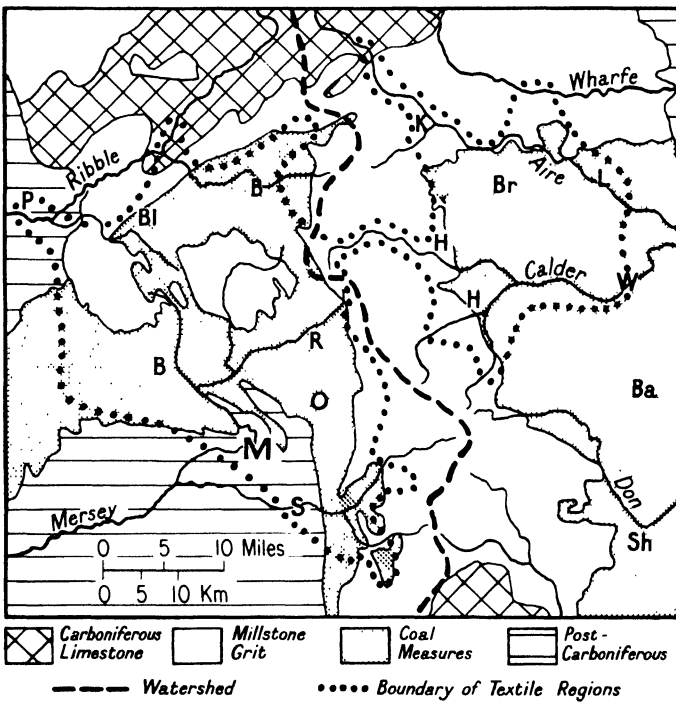 Wharfe
K
Ribble
Aire
B
Br
L
P
Bl
H
Calder
W
H
R
B
O
Ba
M
Don
S
Mersey
Sh
0 5 10 Miles
0 5 10 Km
Carboniferous Limestone
Millstone Grit
Coal Measures
Post-Carboniferous
Watershed
Boundary of Textile Regions